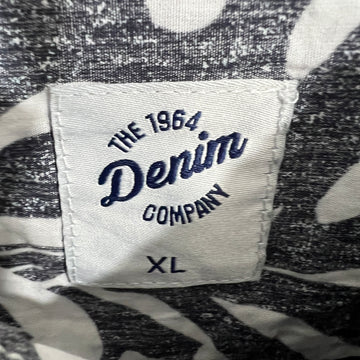 THE 1964
Denim
COMPANY
XL